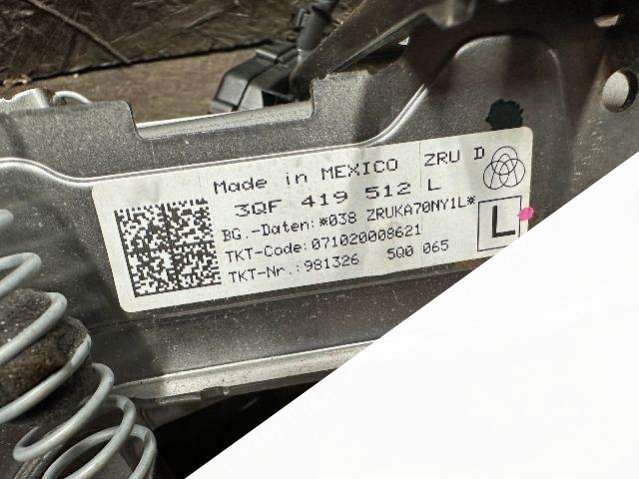 Made in MEXICO ZRU D
3QF 419 512 L
BG.-Daten:*038 ZRUKA70NY1L*
TKT-Code:071020008621
TKT-Nr.:981326 5Q0 065
L